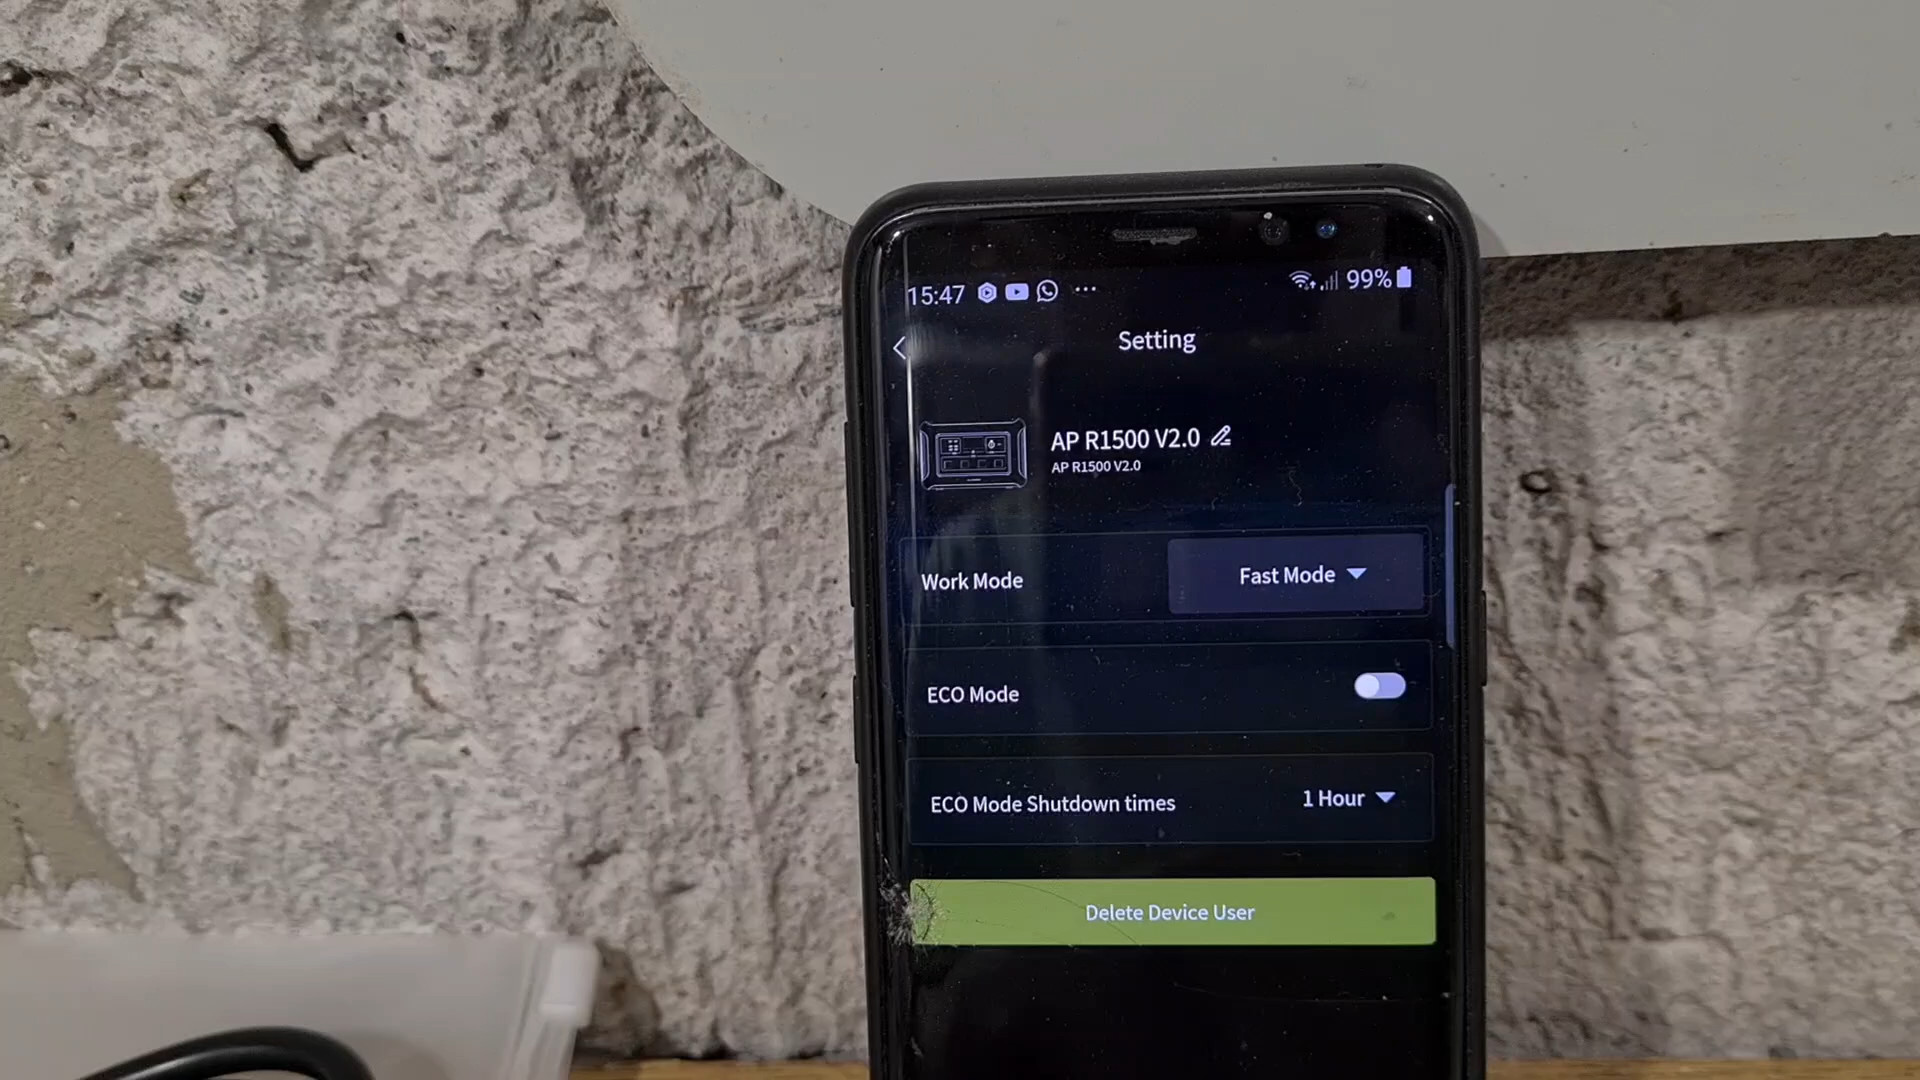 15:47
99%
Setting
AP R1500 V2.0
AP R1500 V2.0
Work Mode
Fast Mode
ECO Mode
ECO Mode Shutdown times
1 Hour
Delete Device User